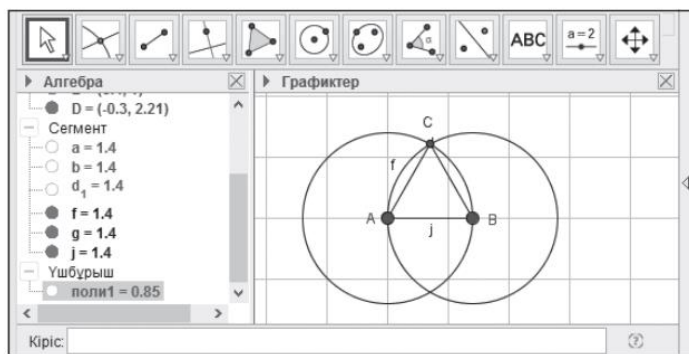 ABC
a = 2
Алгебра
D = (-0.3, 2.21)
Сегмент
a = 1.4
b = 1.4
d₁ = 1.4
f = 1.4
g = 1.4
j = 1.4
Үшбұрыш
поли1 = 0.85
Графиктер
C
f
A
B
j
Кіріс: